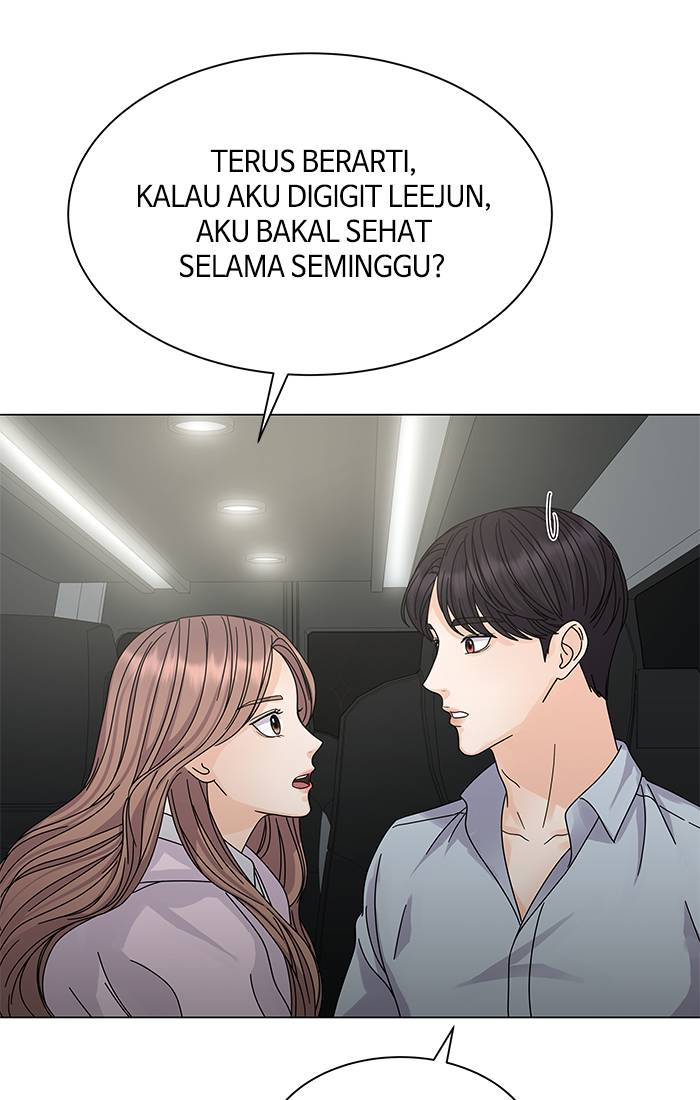 TERUS BERARTI,
KALAU AKU DIGIGIT LEEJUN,
AKU BAKAL SEHAT
SELAMA SEMINGGU?